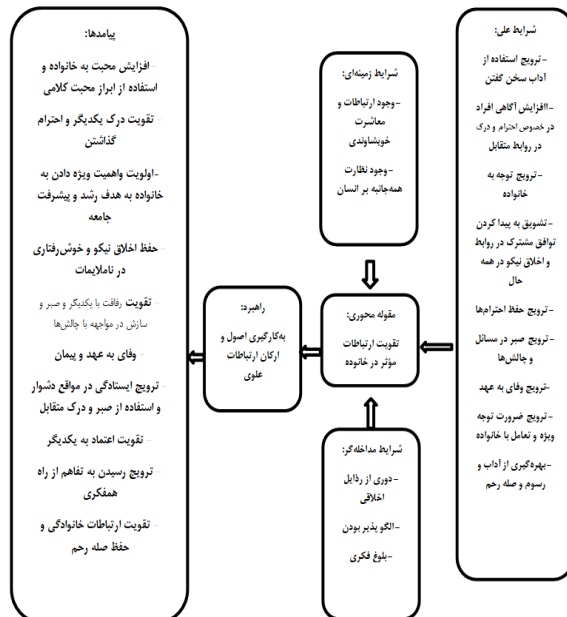 شرایط علی:
-ترویج استفاده از
آداب سخن گفتن
-اافزایش آگاهی افراد
در خصوص احترام و درک
در روابط متقابل
-ترویج توجه به
خانواده
-تشویق به پیدا کردن
توافق مشترک در روابط
و اخلاق نیکو در همه
حال
-ترویج حفظ احترام‌ها
-ترویج صبر در مسائل
و چالش‌ها
-ترویج وفای به عهد
-ترویج ضرورت توجه
ویژه و تعامل با خانواده
-بهره‌گیری از آداب و
رسوم و صله رحم
شرایط زمینه‌ای:
-وجود ارتباطات و
معاشرت
خویشاوندی
-وجود نظارت
همه‌جانبه بر انسان
مقوله محوری:
تقویت ارتباطات
مؤثر در خانوده
شرایط مداخله‌گر:
-دوری از رذایل
اخلاقی
-الگو پذیر بودن
-بلوغ فکری
راهبرد:
به‌کارگیری اصول و
ارکان ارتباطات
علوی
پیامدها:
-افزایش محبت به خانواده و
استفاده از ابراز محبت کلامی
- تقویت درک یکدیگر و احترام
گذاشتن
-اولویت واهمیت ویژه دادن به
خانواده به هدف رشد و پیشرفت
جامعه
- حفظ اخلاق نیکو و خوش‌رفتاری
در ناملایمات
- تقویت رفاقت با یکدیگر و صبر و
سازش در مواجهه با چالش‌ها
- وفای به عهد و پیمان
- ترویج ایستادگی در مواقع دشوار
و استفاده از صبر و درک متقابل
- تقویت اعتماد به یکدیگر
- ترویج رسیدن به تفاهم از راه
همفکری
- تقویت ارتباطات خانوادگی و
حفظ صله رحم